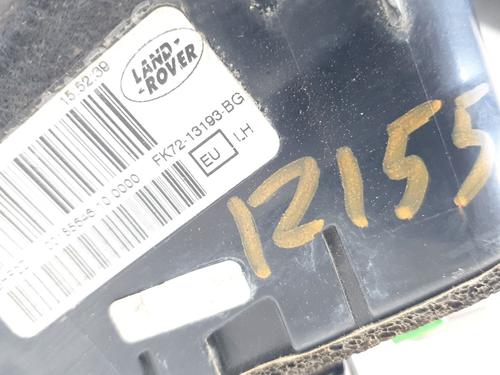 15:52:39
LAND
ROVER
FK72-13193-BG
EU LH
12155